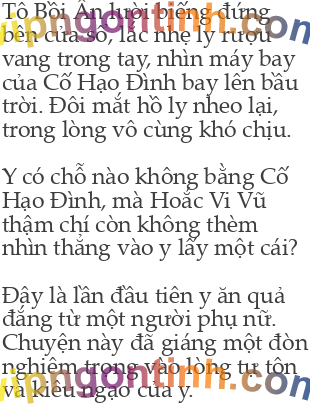 Tô Bồi Ân lười biếng đứng
bên cửa sổ, lắc nhẹ ly rượu
vang trong tay, nhìn máy bay
của Cố Hạo Đình bay lên bầu
trời. Đôi mắt hồ ly nheo lại,
trong lòng vô cùng khó chịu.
Y có chỗ nào không bằng Cố
Hạo Đình, mà Hoắc Vi Vũ
thậm chí còn không thèm
nhìn thẳng vào y lấy một cái?
Đây là lần đầu tiên y ăn quả
đắng từ một người phụ nữ.
Chuyện này đã giáng một đòn
nghiêm trọng vào lòng tự tôn
và kiêu ngạo của y.
vipngontinh.com
vipngontinh.com